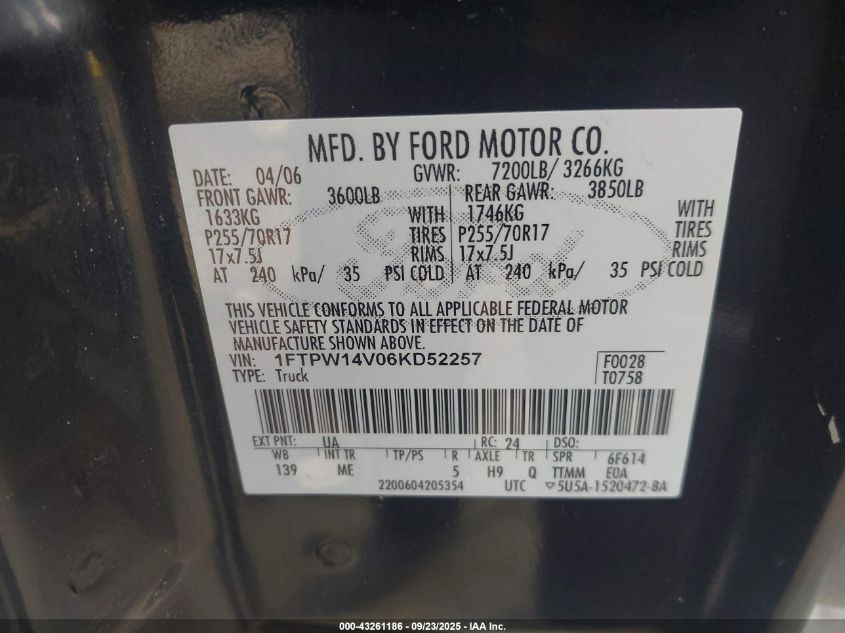 MFD. BY FORD MOTOR CO.
DATE: 04/06 GVWR: 7200LB/ 3266KG
FRONT GAWR: 3600LB REAR GAWR: 3850LB
1633KG WITH 1746KG WITH
P255/70R17 TIRES P255/70R17 TIRES
17x7.5J RIMS 17x7.5J RIMS
AT 240 kPa/ 35 PSI COLD AT 240 kPa/ 35 PSI COLD
Ford
THIS VEHICLE CONFORMS TO ALL APPLICABLE FEDERAL MOTOR
VEHICLE SAFETY STANDARDS IN EFFECT ON THE DATE OF
MANUFACTURE SHOWN ABOVE.
VIN: 1FTPW14V06KD52257 F0028
TYPE: Truck T0758
EXT PNT: UA RC: 24 DSO:
WB INT TR TP/PS R AXLE TR SPR 6F614
139 ME 5 H9 Q TTMM EOA
2200604205354 UTC ▽5U5A-1520472-BA
000-43261186 - 09/23/2025 - IAA Inc.